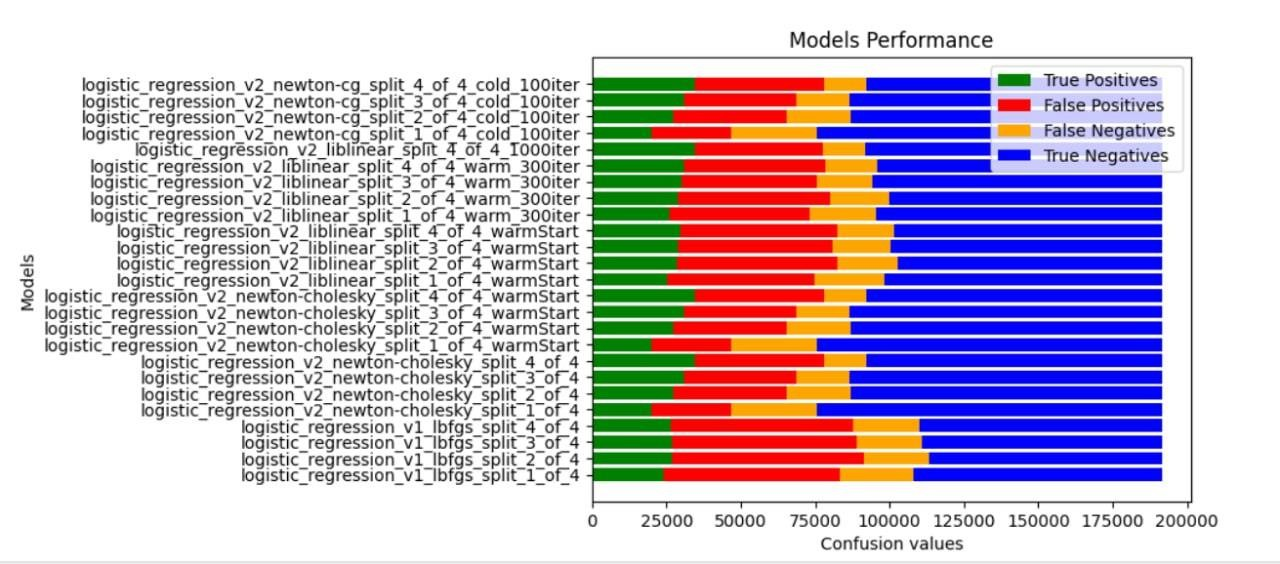 Models Performance
logistic_regression_v2_newton-cg_split_4_of_4_cold_100iter
logistic_regression_v2_newton-cg_split_3_of_4_cold_100iter
logistic_regression_v2_newton-cg_split_2_of_4_cold_100iter
logistic_regression_v2_newton-cg_split_1_of_4_cold_100iter
logistic_regression_v2_liblinear_split_4_of_4_1000iter
logistic_regression_v2_liblinear_split_4_of_4_warm_300iter
logistic_regression_v2_liblinear_split_3_of_4_warm_300iter
logistic_regression_v2_liblinear_split_2_of_4_warm_300iter
logistic_regression_v2_liblinear_split_1_of_4_warm_300iter
logistic_regression_v2_liblinear_split_4_of_4_warmStart
logistic_regression_v2_liblinear_split_3_of_4_warmStart
logistic_regression_v2_liblinear_split_2_of_4_warmStart
logistic_regression_v2_liblinear_split_1_of_4_warmStart
logistic_regression_v2_newton-cholesky_split_4_of_4_warmStart
logistic_regression_v2_newton-cholesky_split_3_of_4_warmStart
logistic_regression_v2_newton-cholesky_split_2_of_4_warmStart
logistic_regression_v2_newton-cholesky_split_1_of_4_warmStart
logistic_regression_v2_newton-cholesky_split_4_of_4
logistic_regression_v2_newton-cholesky_split_3_of_4
logistic_regression_v2_newton-cholesky_split_2_of_4
logistic_regression_v2_newton-cholesky_split_1_of_4
logistic_regression_v1_lbfgs_split_4_of_4
logistic_regression_v1_lbfgs_split_3_of_4
logistic_regression_v1_lbfgs_split_2_of_4
logistic_regression_v1_lbfgs_split_1_of_4
Models
True Positives
False Positives
False Negatives
True Negatives
0 25000 50000 75000 100000 125000 150000 175000 200000
Confusion values